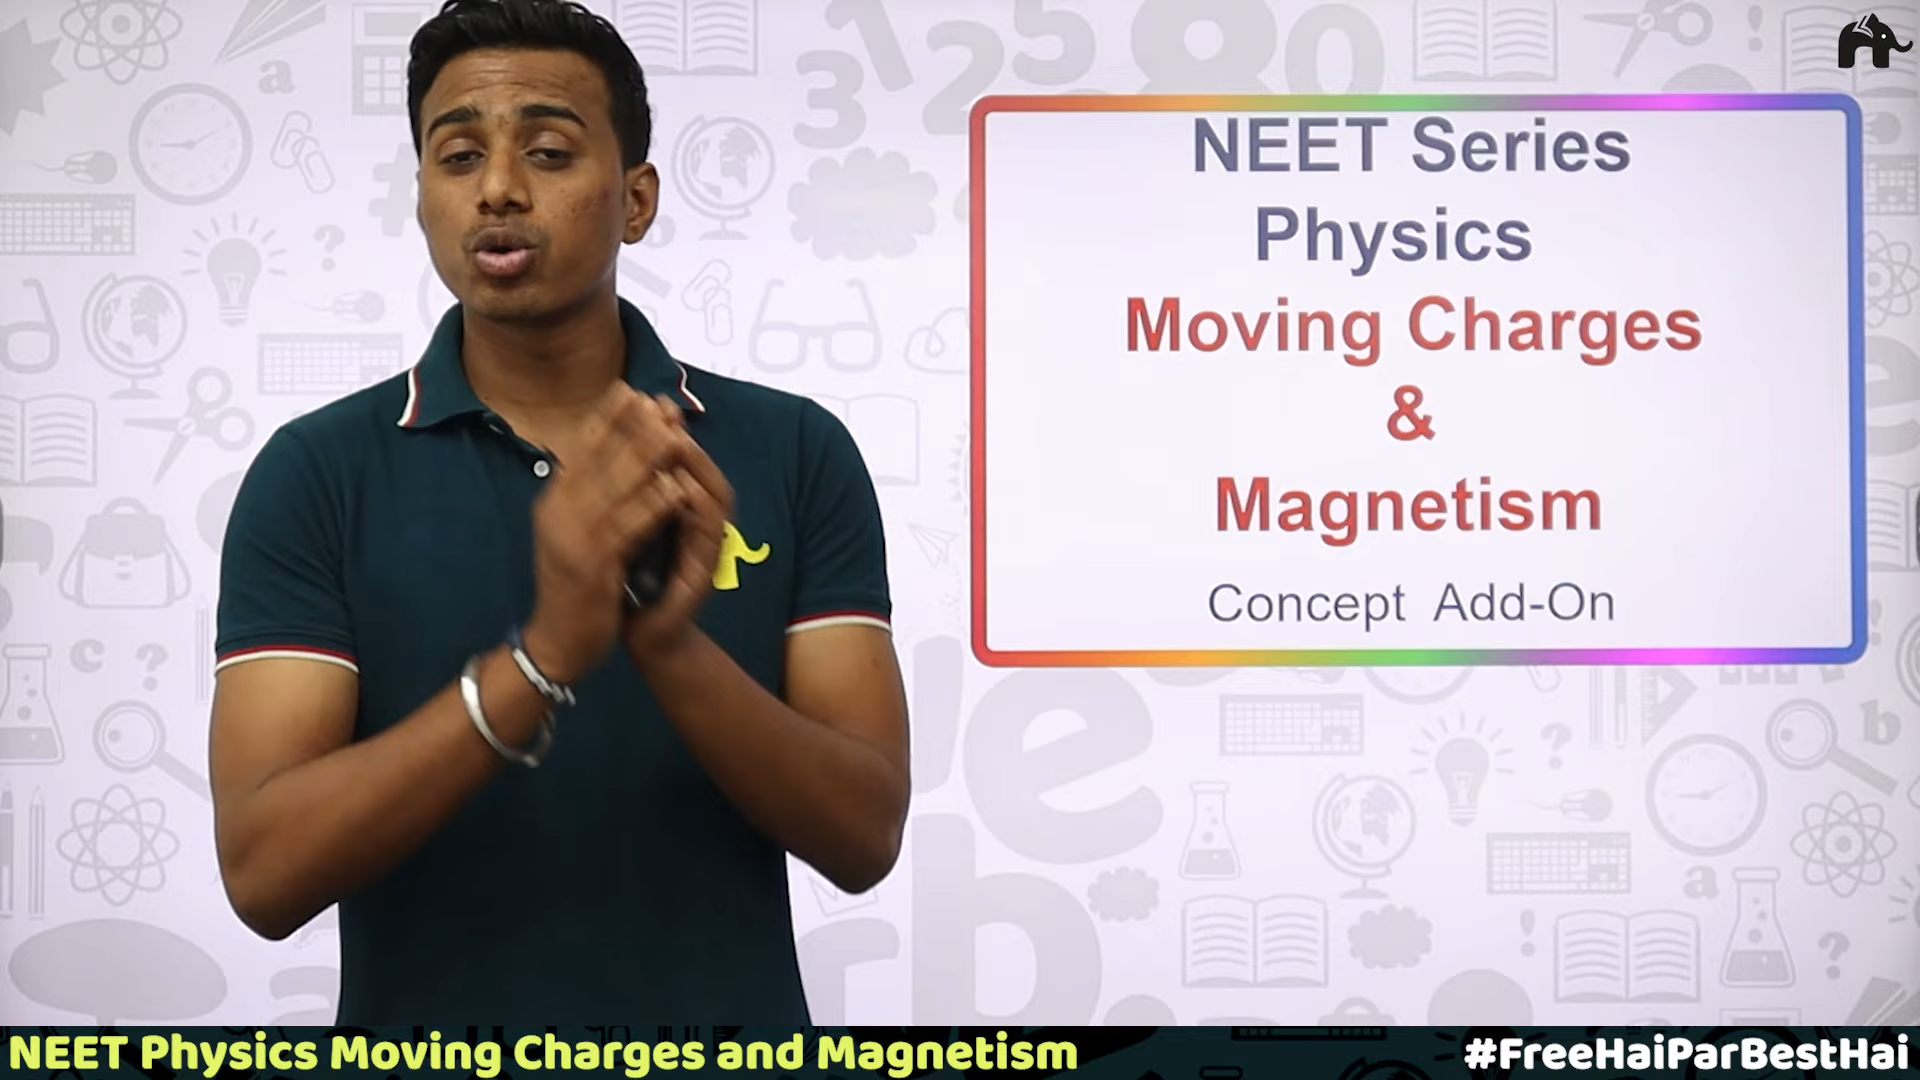 NEET Series
Physics
Moving Charges
&
Magnetism
Concept Add-On
NEET Physics Moving Charges and Magnetism
#FreeHaiParBestHai